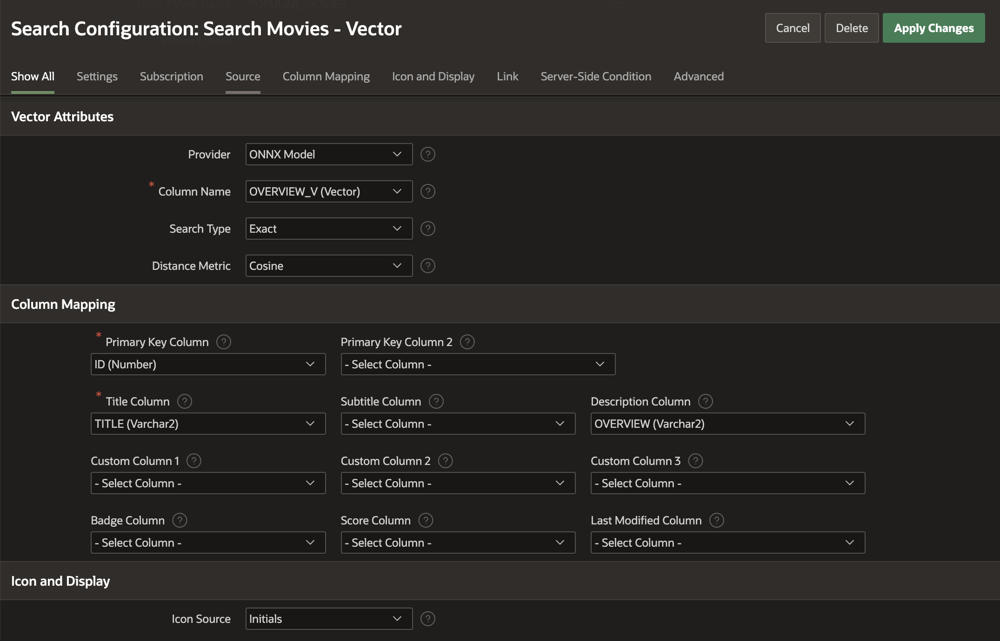 Table / View Name POPULAR_MOVIES
Search Configuration: Search Movies - Vector
Cancel Delete Apply Changes
Where Clause
Show All Settings Subscription Source Column Mapping Icon and Display Link Server-Side Condition Advanced
Vector Attributes
Provider ONNX Model ?
* Column Name OVERVIEW_V (Vector) ?
Search Type Exact ?
Distance Metric Cosine ?
Column Mapping
* Primary Key Column ? Primary Key Column 2 ?
ID (Number) - Select Column -
* Title Column ? Subtitle Column ? Description Column ?
TITLE (Varchar2) - Select Column - OVERVIEW (Varchar2)
Custom Column 1 ? Custom Column 2 ? Custom Column 3 ?
- Select Column - - Select Column - - Select Column -
Badge Column ? Score Column ? Last Modified Column ?
- Select Column - - Select Column - - Select Column -
Icon and Display
Icon Source Initials ?